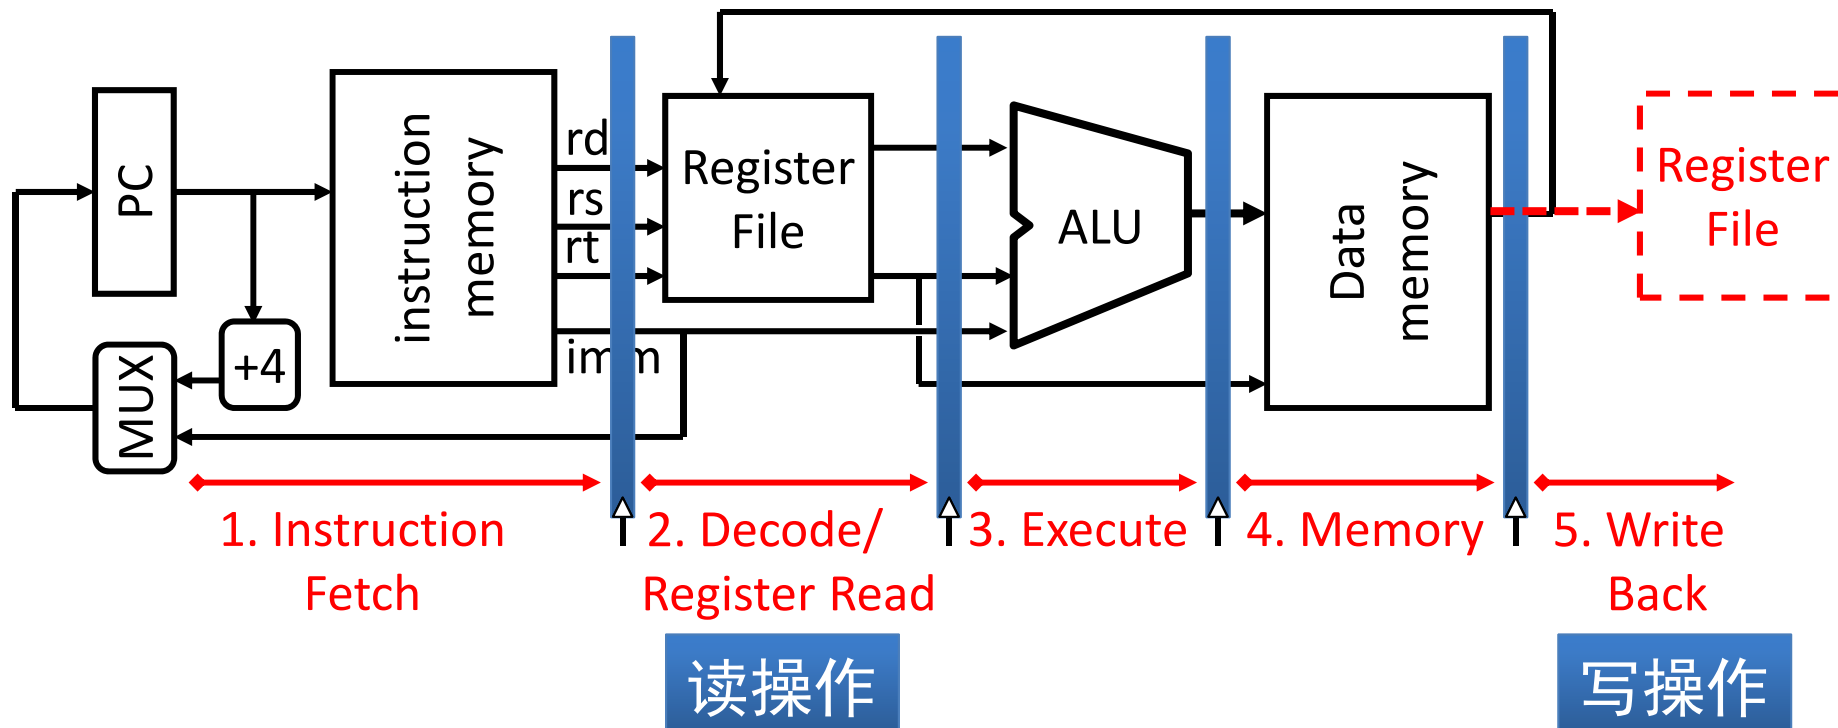 PC
instruction
memory
rd
rs
rt
imm
+4
MUX
Register
File
ALU
Data
memory
Register
File
1. Instruction
Fetch
2. Decode/
Register Read
3. Execute
4. Memory
5. Write
Back
读操作
写操作